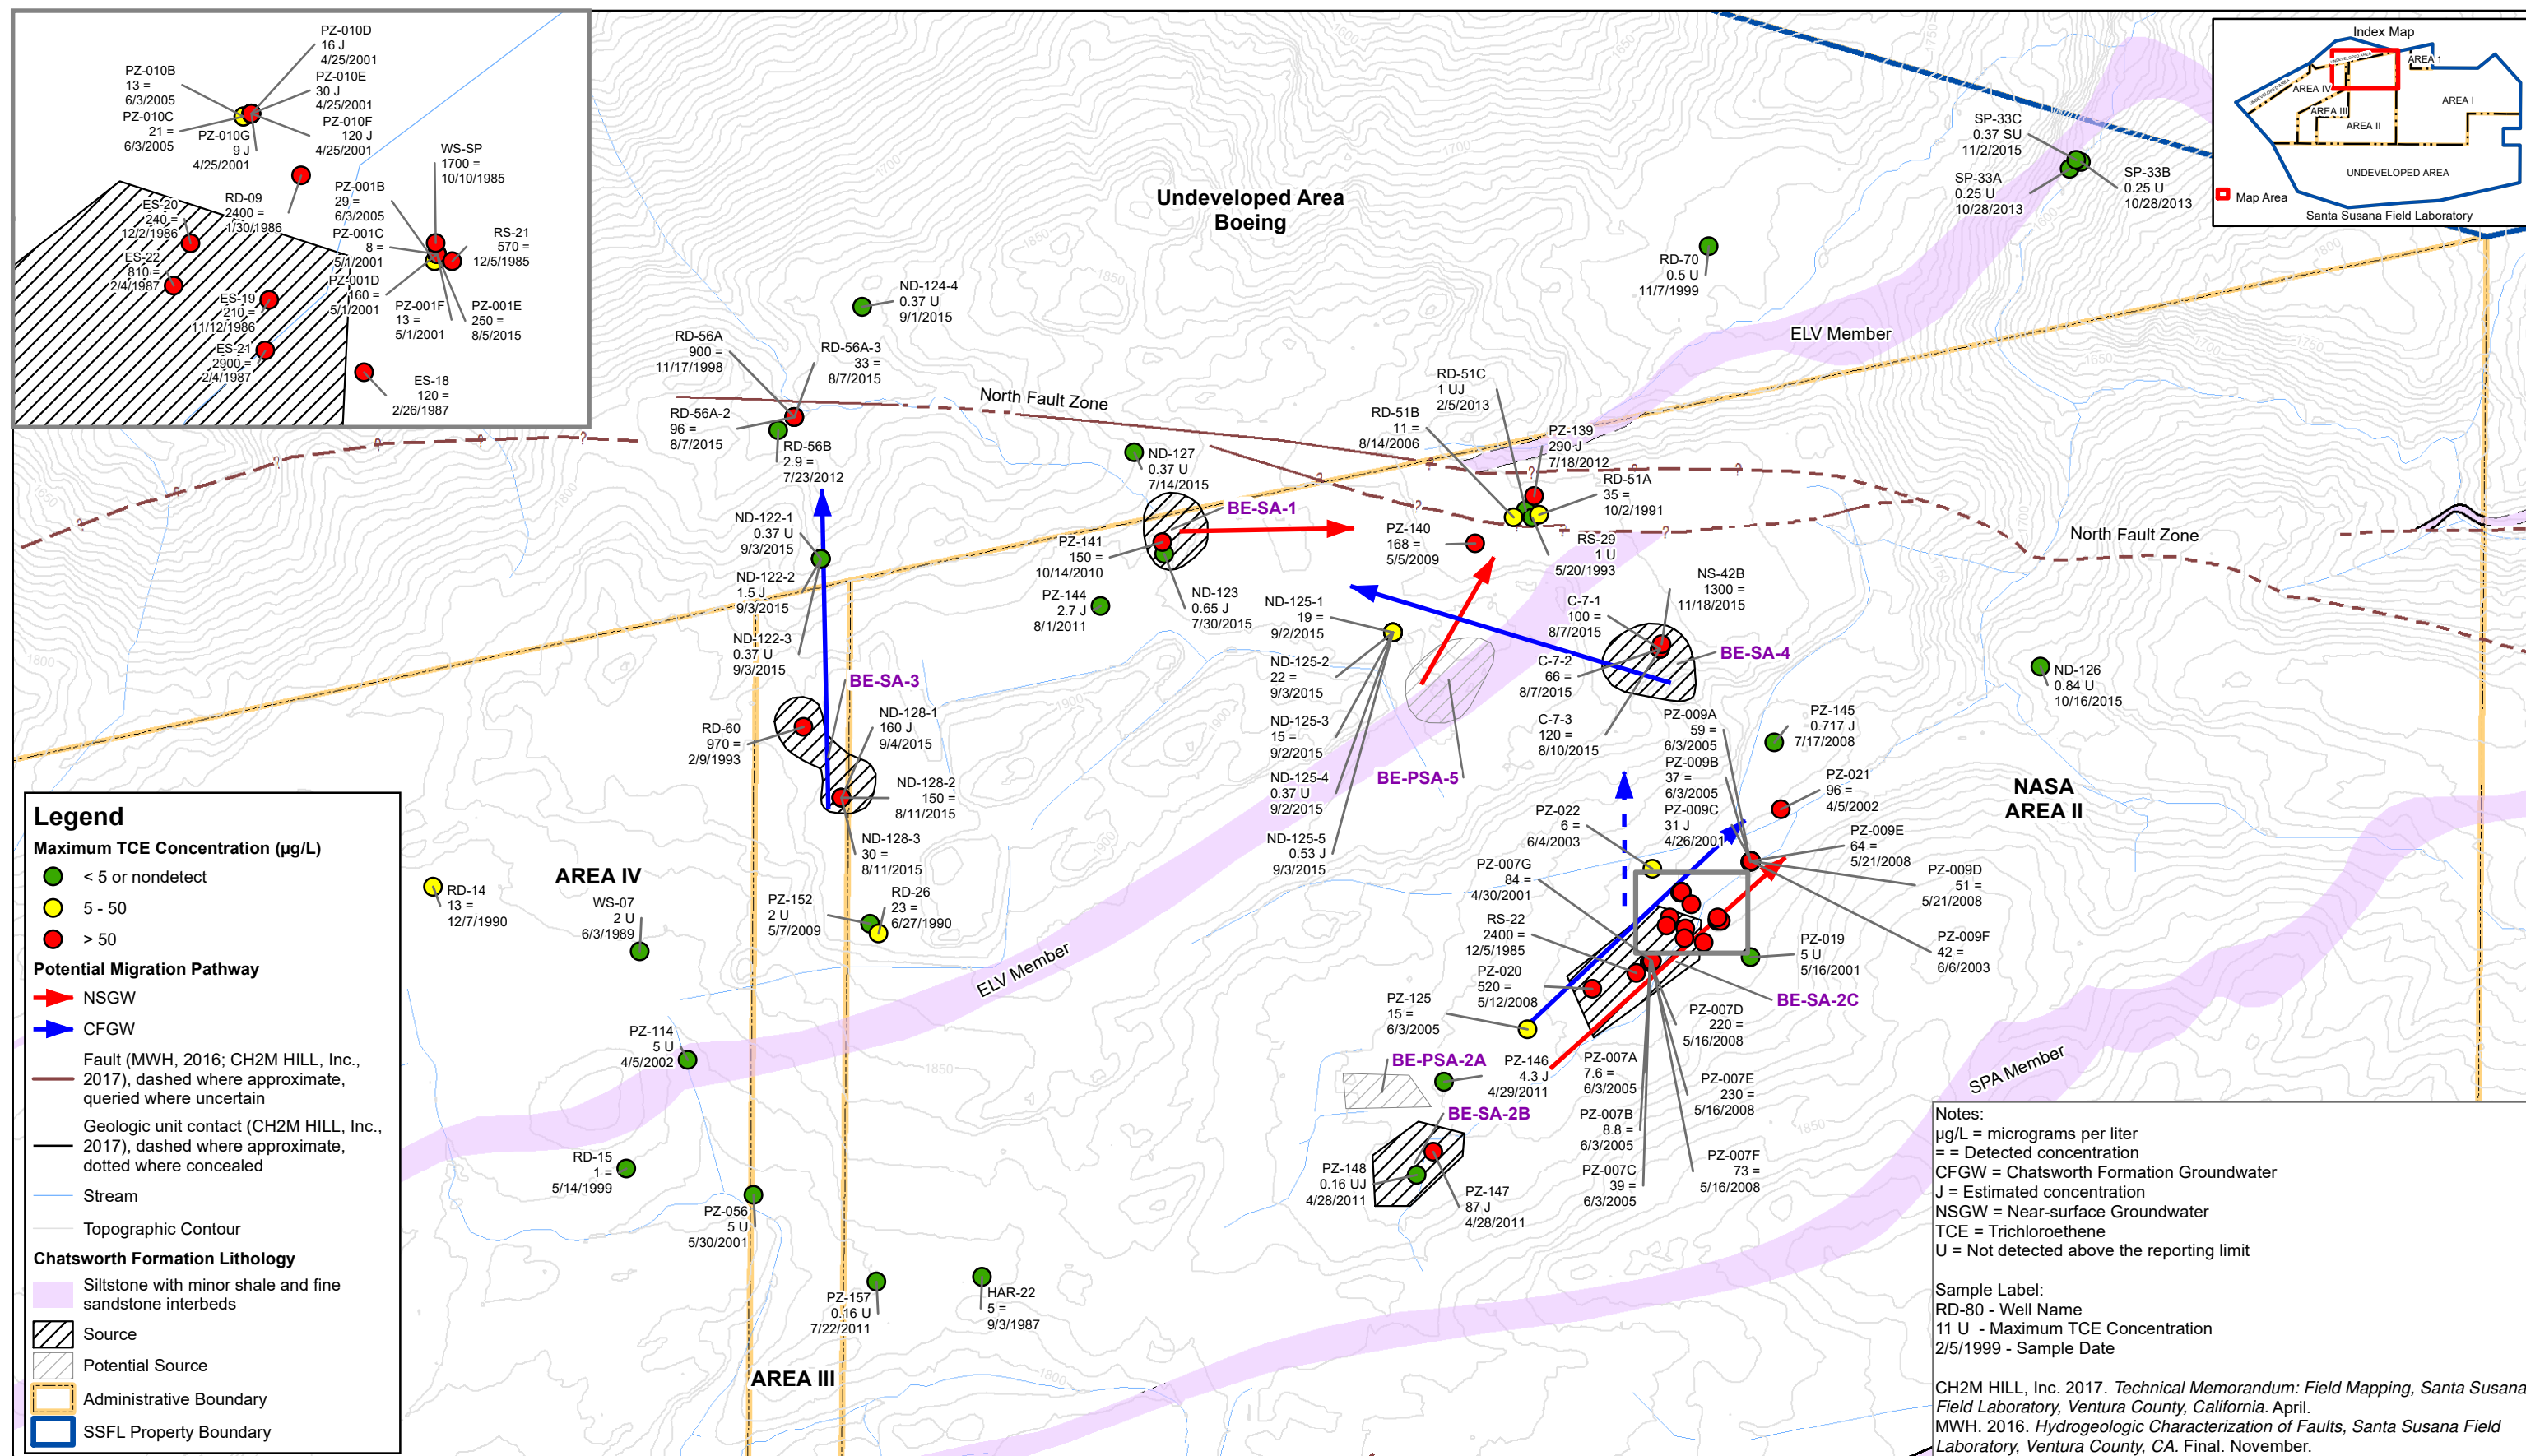 PZ-010D
16 J
4/25/2001
PZ-010B
13 =
6/3/2005
PZ-010E
30 J
4/25/2001
PZ-010C
21 =
6/3/2005
PZ-010F
120 J
4/25/2001
PZ-010G
9 J
4/25/2001
WS-SP
1700 =
10/10/1985
PZ-001B
29 =
6/3/2005
RD-09
2400 =
1/30/1986
ES-20
240 =
12/2/1986
PZ-001C
8 =
5/1/2001
RS-21
570 =
12/5/1985
ES-22
810 =
2/4/1987
PZ-001D
160 =
5/1/2001
ES-19
210 =
11/12/1986
PZ-001F
13 =
5/1/2001
PZ-001E
250 =
8/5/2015
ES-21
2900 =
2/4/1987
ES-18
120 =
2/26/1987
Undeveloped Area
Boeing
SP-33C
0.37 SU
11/2/2015
SP-33A
0.25 U
10/28/2013
SP-33B
0.25 U
10/28/2013
Index Map
UNDEVELOPED AREA
AREA 1
UNDEVELOPED AREA
AREA IV
AREA III
AREA I
AREA II
UNDEVELOPED AREA
Map Area
Santa Susana Field Laboratory
RD-70
0.5 U
11/7/1999
ND-124-4
0.37 U
9/1/2015
ELV Member
RD-56A
900 =
11/17/1998
RD-56A-3
33 =
8/7/2015
North Fault Zone
RD-56A-2
96 =
8/7/2015
RD-56B
2.9 =
7/23/2012
RD-51C
1 UJ
2/5/2013
RD-51B
11 =
8/14/2006
PZ-139
290 J
7/18/2012
RD-51A
35 =
10/2/1991
ND-127
0.37 U
7/14/2015
BE-SA-1
ND-122-1
0.37 U
9/3/2015
PZ-141
150 =
10/14/2010
PZ-140
168 =
5/5/2009
RS-29
1 U
5/20/1993
North Fault Zone
ND-122-2
1.5 J
9/3/2015
PZ-144
2.7 J
8/1/2011
ND-123
0.65 J
7/30/2015
ND-125-1
19 =
9/2/2015
C-7-1
100 =
8/7/2015
NS-42B
1300 =
11/18/2015
ND-122-3
0.37 U
9/3/2015
ND-125-2
22 =
9/3/2015
C-7-2
66 =
8/7/2015
BE-SA-4
BE-SA-3
ND-126
0.84 U
10/16/2015
RD-60
970 =
2/9/1993
ND-128-1
160 J
9/4/2015
ND-125-3
15 =
9/2/2015
C-7-3
120 =
8/10/2015
PZ-009A
59 =
6/3/2005
PZ-145
0.717 J
7/17/2008
BE-PSA-5
PZ-009B
37 =
6/3/2005
ND-128-2
150 =
8/11/2015
ND-125-4
0.37 U
9/2/2015
PZ-021
96 =
4/5/2002
NASA
AREA II
PZ-022
6 =
6/4/2003
PZ-009C
31 J
4/26/2001
ND-128-3
30 =
8/11/2015
ND-125-5
0.53 J
9/3/2015
PZ-009E
64 =
5/21/2008
PZ-007G
84 =
4/30/2001
PZ-009D
51 =
5/21/2008
AREA IV
RD-14
13 =
12/7/1990
WS-07
2 U
6/3/1989
PZ-152
2 U
5/7/2009
RD-26
23 =
6/27/1990
RS-22
2400 =
12/5/1985
PZ-019
5 U
5/16/2001
PZ-009F
42 =
6/6/2003
ELV Member
PZ-020
520 =
5/12/2008
PZ-125
15 =
6/3/2005
BE-SA-2C
PZ-007D
220 =
5/16/2008
PZ-114
5 U
4/5/2002
BE-PSA-2A
PZ-146
4.3 J
4/29/2011
PZ-007A
7.6 =
6/3/2005
PZ-007E
230 =
5/16/2008
SPA Member
BE-SA-2B
PZ-007B
8.8 =
6/3/2005
RD-15
1 =
5/14/1999
PZ-148
0.16 UJ
4/28/2011
PZ-147
87 J
4/28/2011
PZ-007C
39 =
6/3/2005
PZ-007F
73 =
5/16/2008
PZ-056
5 U
5/30/2001
PZ-157
0.16 U
7/22/2011
HAR-22
5 =
9/3/1987
AREA III
Legend
Maximum TCE Concentration (µg/L)
< 5 or nondetect
5 - 50
> 50
Potential Migration Pathway
NSGW
CFGW
Fault (MWH, 2016; CH2M HILL, Inc.,
2017), dashed where approximate,
queried where uncertain
Geologic unit contact (CH2M HILL, Inc.,
2017), dashed where approximate,
dotted where concealed
Stream
Topographic Contour
Chatsworth Formation Lithology
Siltstone with minor shale and fine
sandstone interbeds
Source
Potential Source
Administrative Boundary
SSFL Property Boundary
Notes:
µg/L = micrograms per liter
= = Detected concentration
CFGW = Chatsworth Formation Groundwater
J = Estimated concentration
NSGW = Near-surface Groundwater
TCE = Trichloroethene
U = Not detected above the reporting limit
Sample Label:
RD-80 - Well Name
11 U - Maximum TCE Concentration
2/5/1999 - Sample Date
CH2M HILL, Inc. 2017. Technical Memorandum: Field Mapping, Santa Susana
Field Laboratory, Ventura County, California. April.
MWH. 2016. Hydrogeologic Characterization of Faults, Santa Susana Field
Laboratory, Ventura County, CA. Final. November.